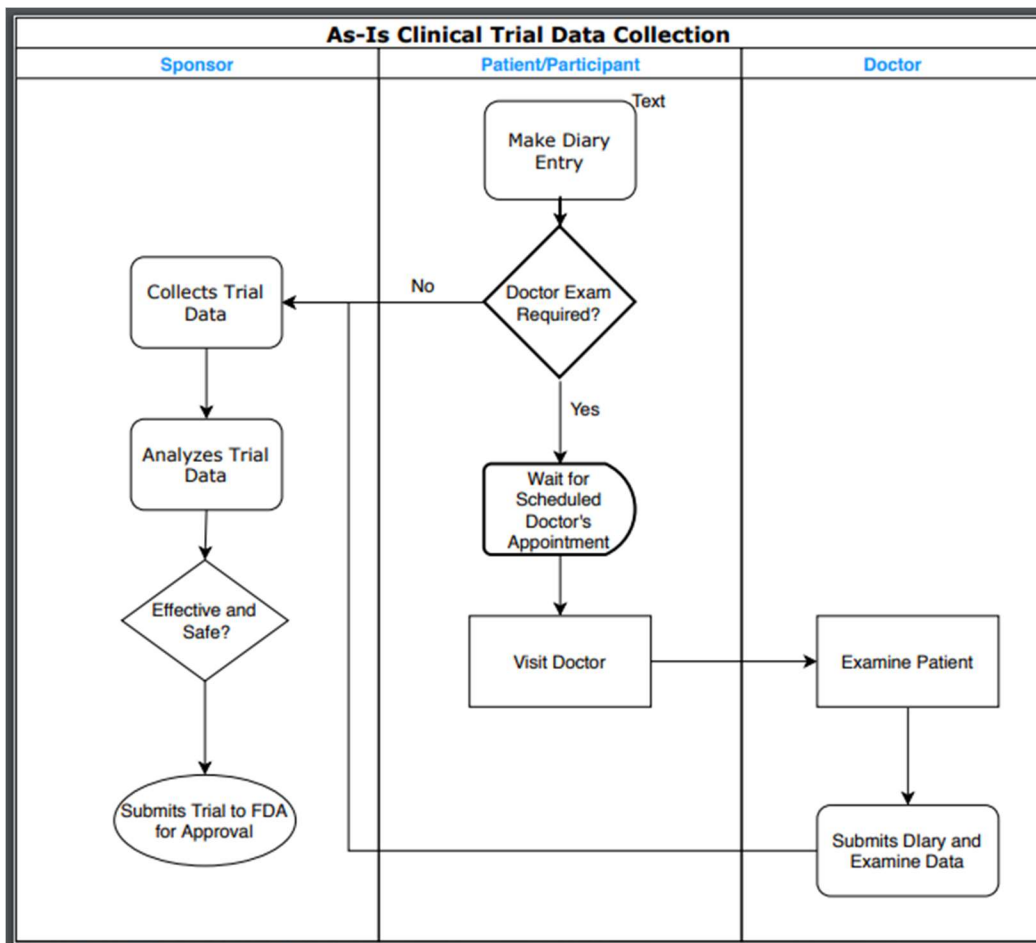 As-Is Clinical Trial Data Collection
Sponsor
Patient/Participant
Doctor
Text
Make Diary
Entry
Doctor Exam
Required?
No
Collects Trial
Data
Yes
Analyzes Trial
Data
Wait for
Scheduled
Doctor's
Appointment
Effective and
Safe?
Visit Doctor
Examine Patient
Submits Trial to FDA
for Approval
Submits DIary and
Examine Data